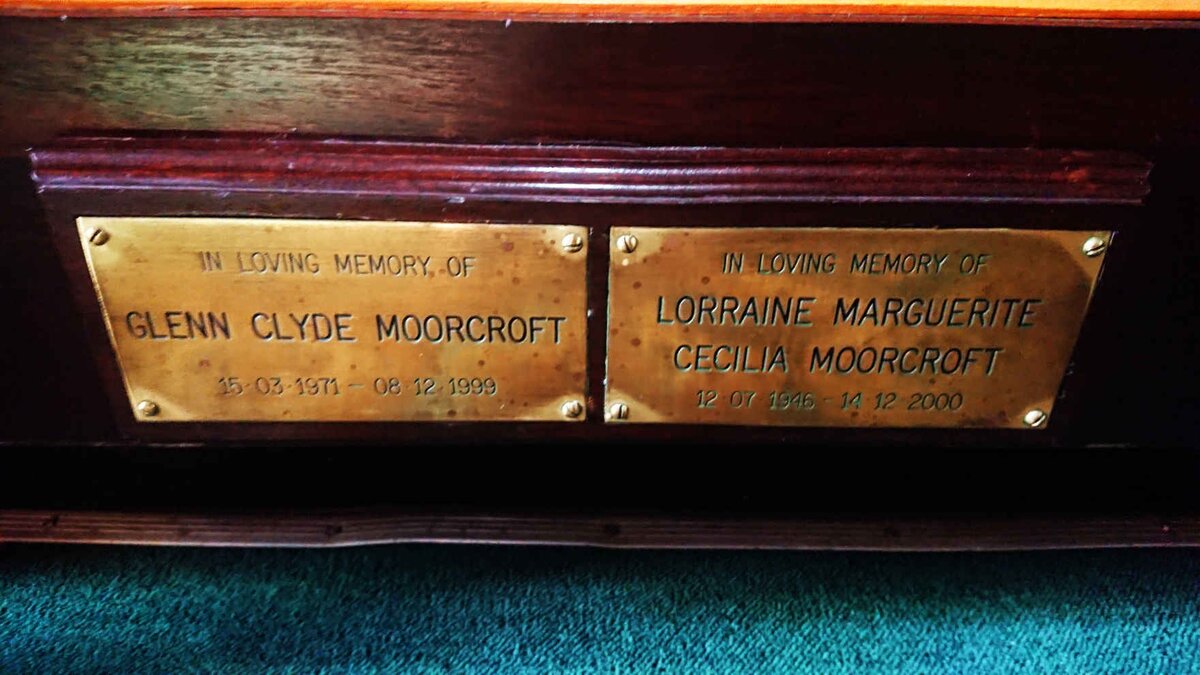 IN LOVING MEMORY OF
GLENN CLYDE MOORCROFT
15·03·1971 – 08·12·1999
IN LOVING MEMORY OF
LORRAINE MARGUERITE
CECILIA MOORCROFT
12 07 1946 – 14 12 2000